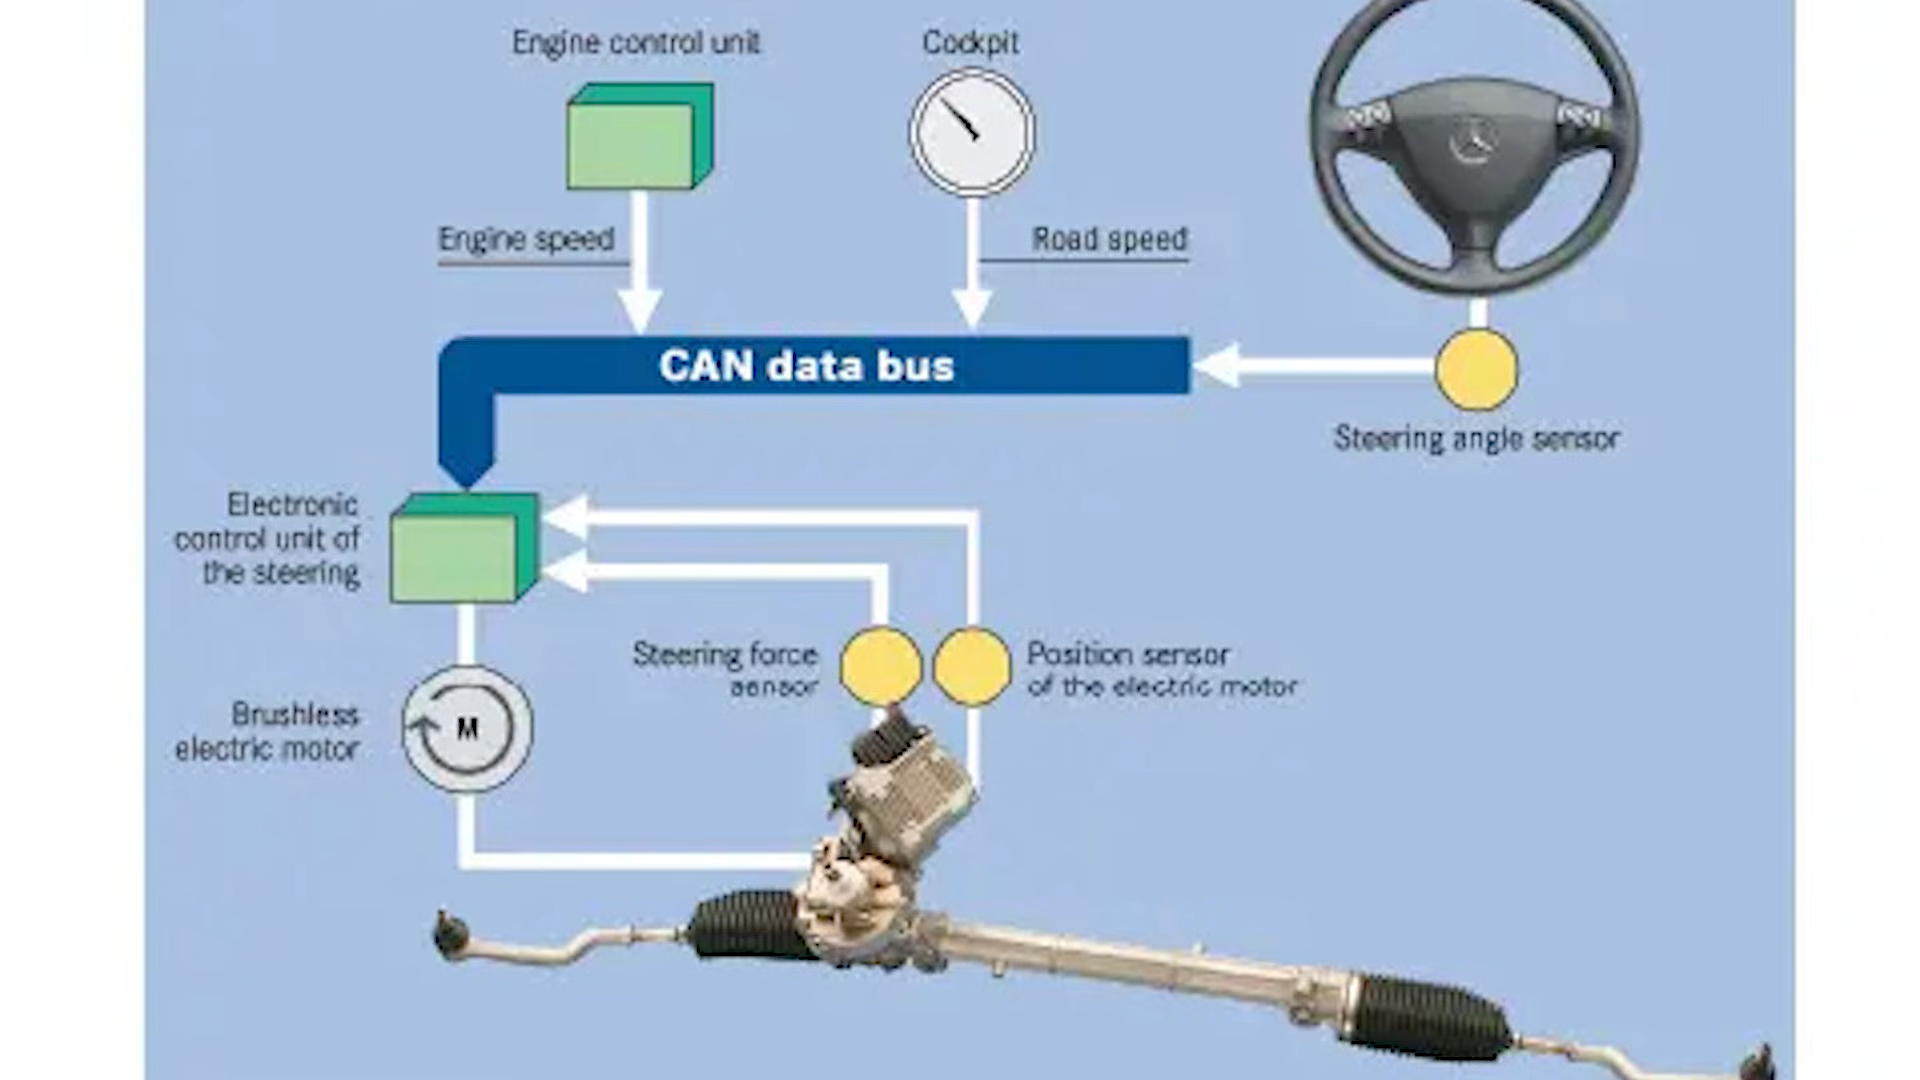 Engine control unit
Cockpit
Engine speed
Road speed
CAN data bus
Steering angle sensor
Electronic
control unit of
the steering
Steering force
sensor
Position sensor
of the electric motor
Brushless
electric motor
M